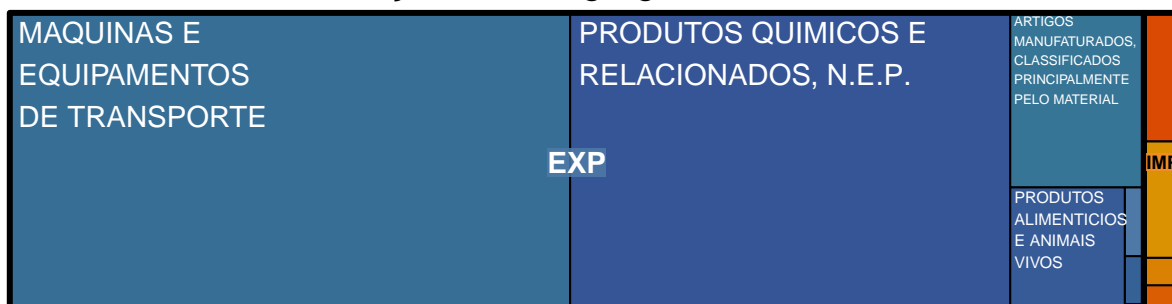 MAQUINAS E
EQUIPAMENTOS
DE TRANSPORTE
PRODUTOS QUIMICOS E
RELACIONADOS, N.E.P.
ARTIGOS
MANUFATURADOS,
CLASSIFICADOS
PRINCIPALMENTE
PELO MATERIAL
EXP
PRODUTOS
ALIMENTICIOS
E ANIMAIS
VIVOS